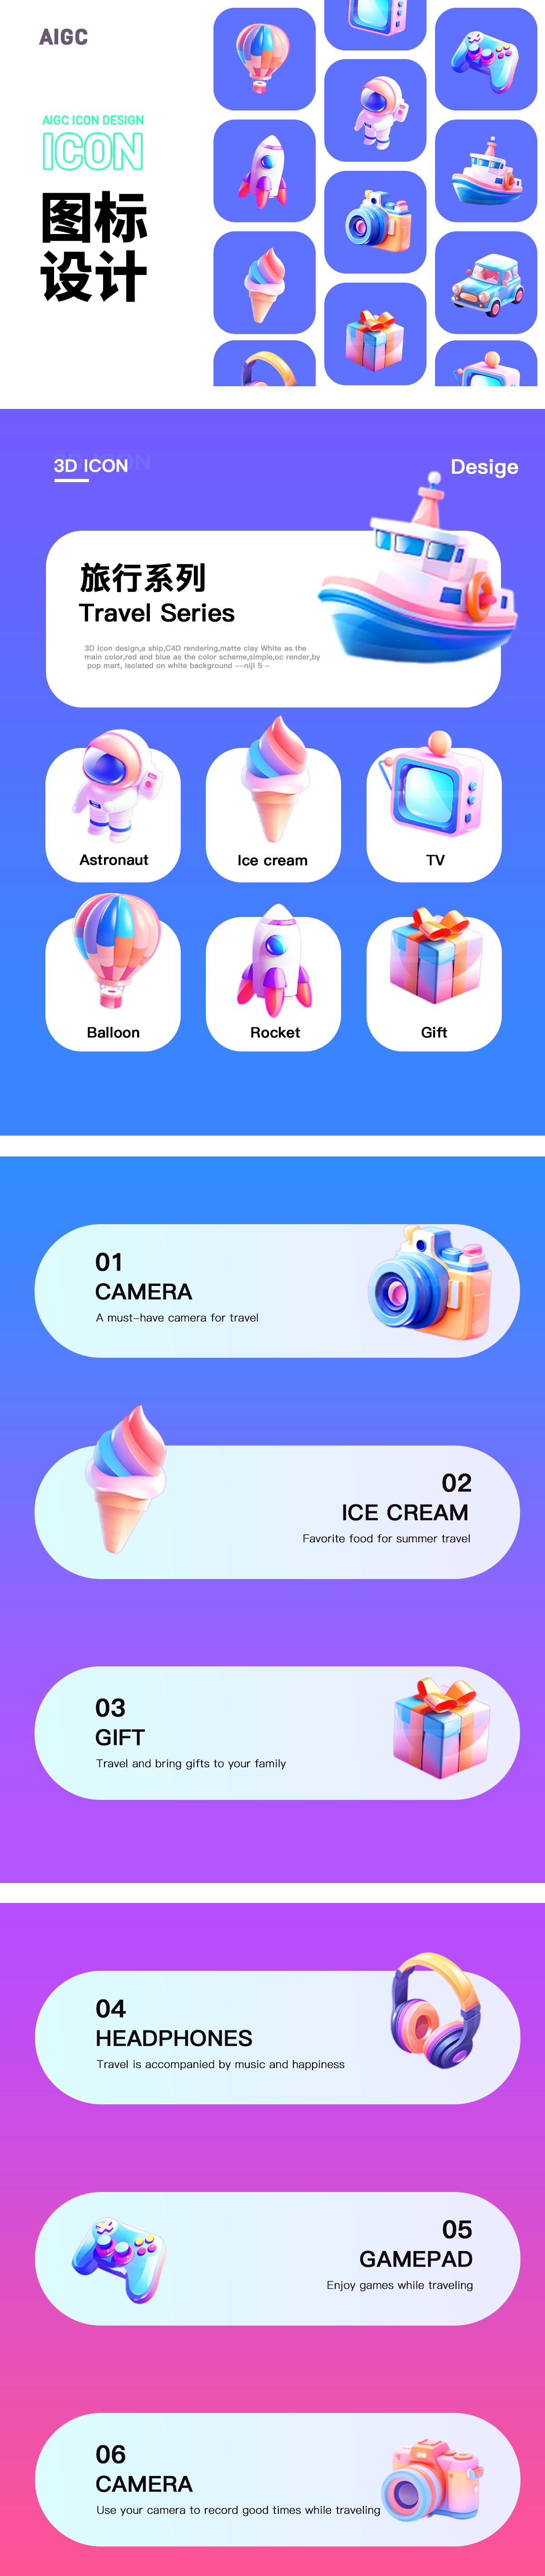 AIGC
AIGC ICON DESIGN
ICON
图标
设计
3D ICON
Desige
旅行系列
Travel Series
3D icon design,a ship,C4D rendering,matte clay White as the
main color,red and blue as the color scheme,simple,oc render,by
pop mart, isolated on white background --niji 5 -
Astronaut
Ice cream
TV
Balloon
Rocket
Gift
01
CAMERA
A must-have camera for travel
02
ICE CREAM
Favorite food for summer travel
03
GIFT
Travel and bring gifts to your family
04
HEADPHONES
Travel is accompanied by music and happiness
05
GAMEPAD
Enjoy games while traveling
06
CAMERA
Use your camera to record good times while traveling